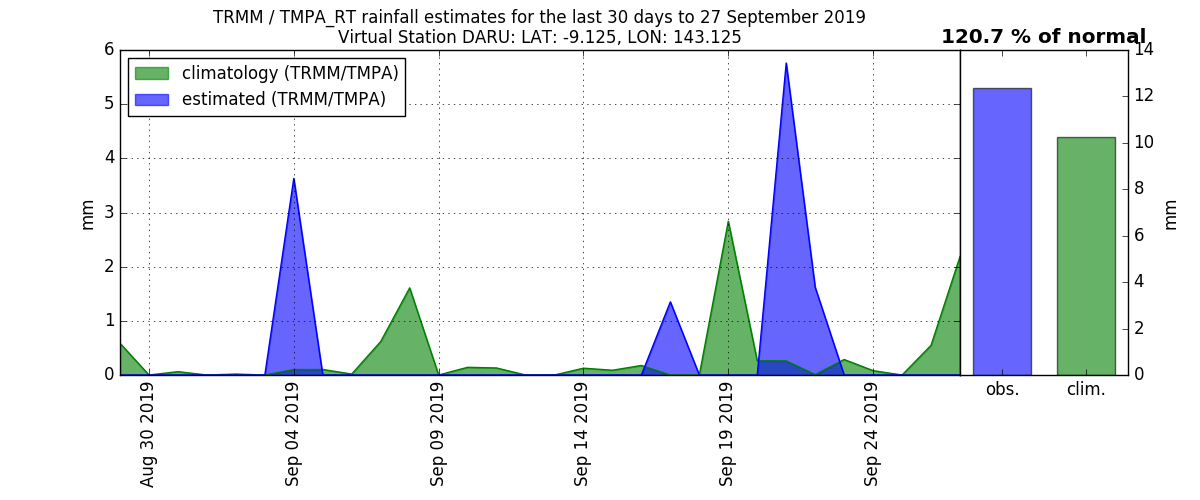 TRMM / TMPA_RT rainfall estimates for the last 30 days to 27 September 2019
Virtual Station DARU: LAT: -9.125, LON: 143.125
120.7 % of normal
climatology (TRMM/TMPA)
estimated (TRMM/TMPA)
6
5
4
3
2
1
0
mm
Aug 30 2019
Sep 04 2019
Sep 09 2019
Sep 14 2019
Sep 19 2019
Sep 24 2019
14
12
10
8
6
4
2
0
mm
obs.
clim.